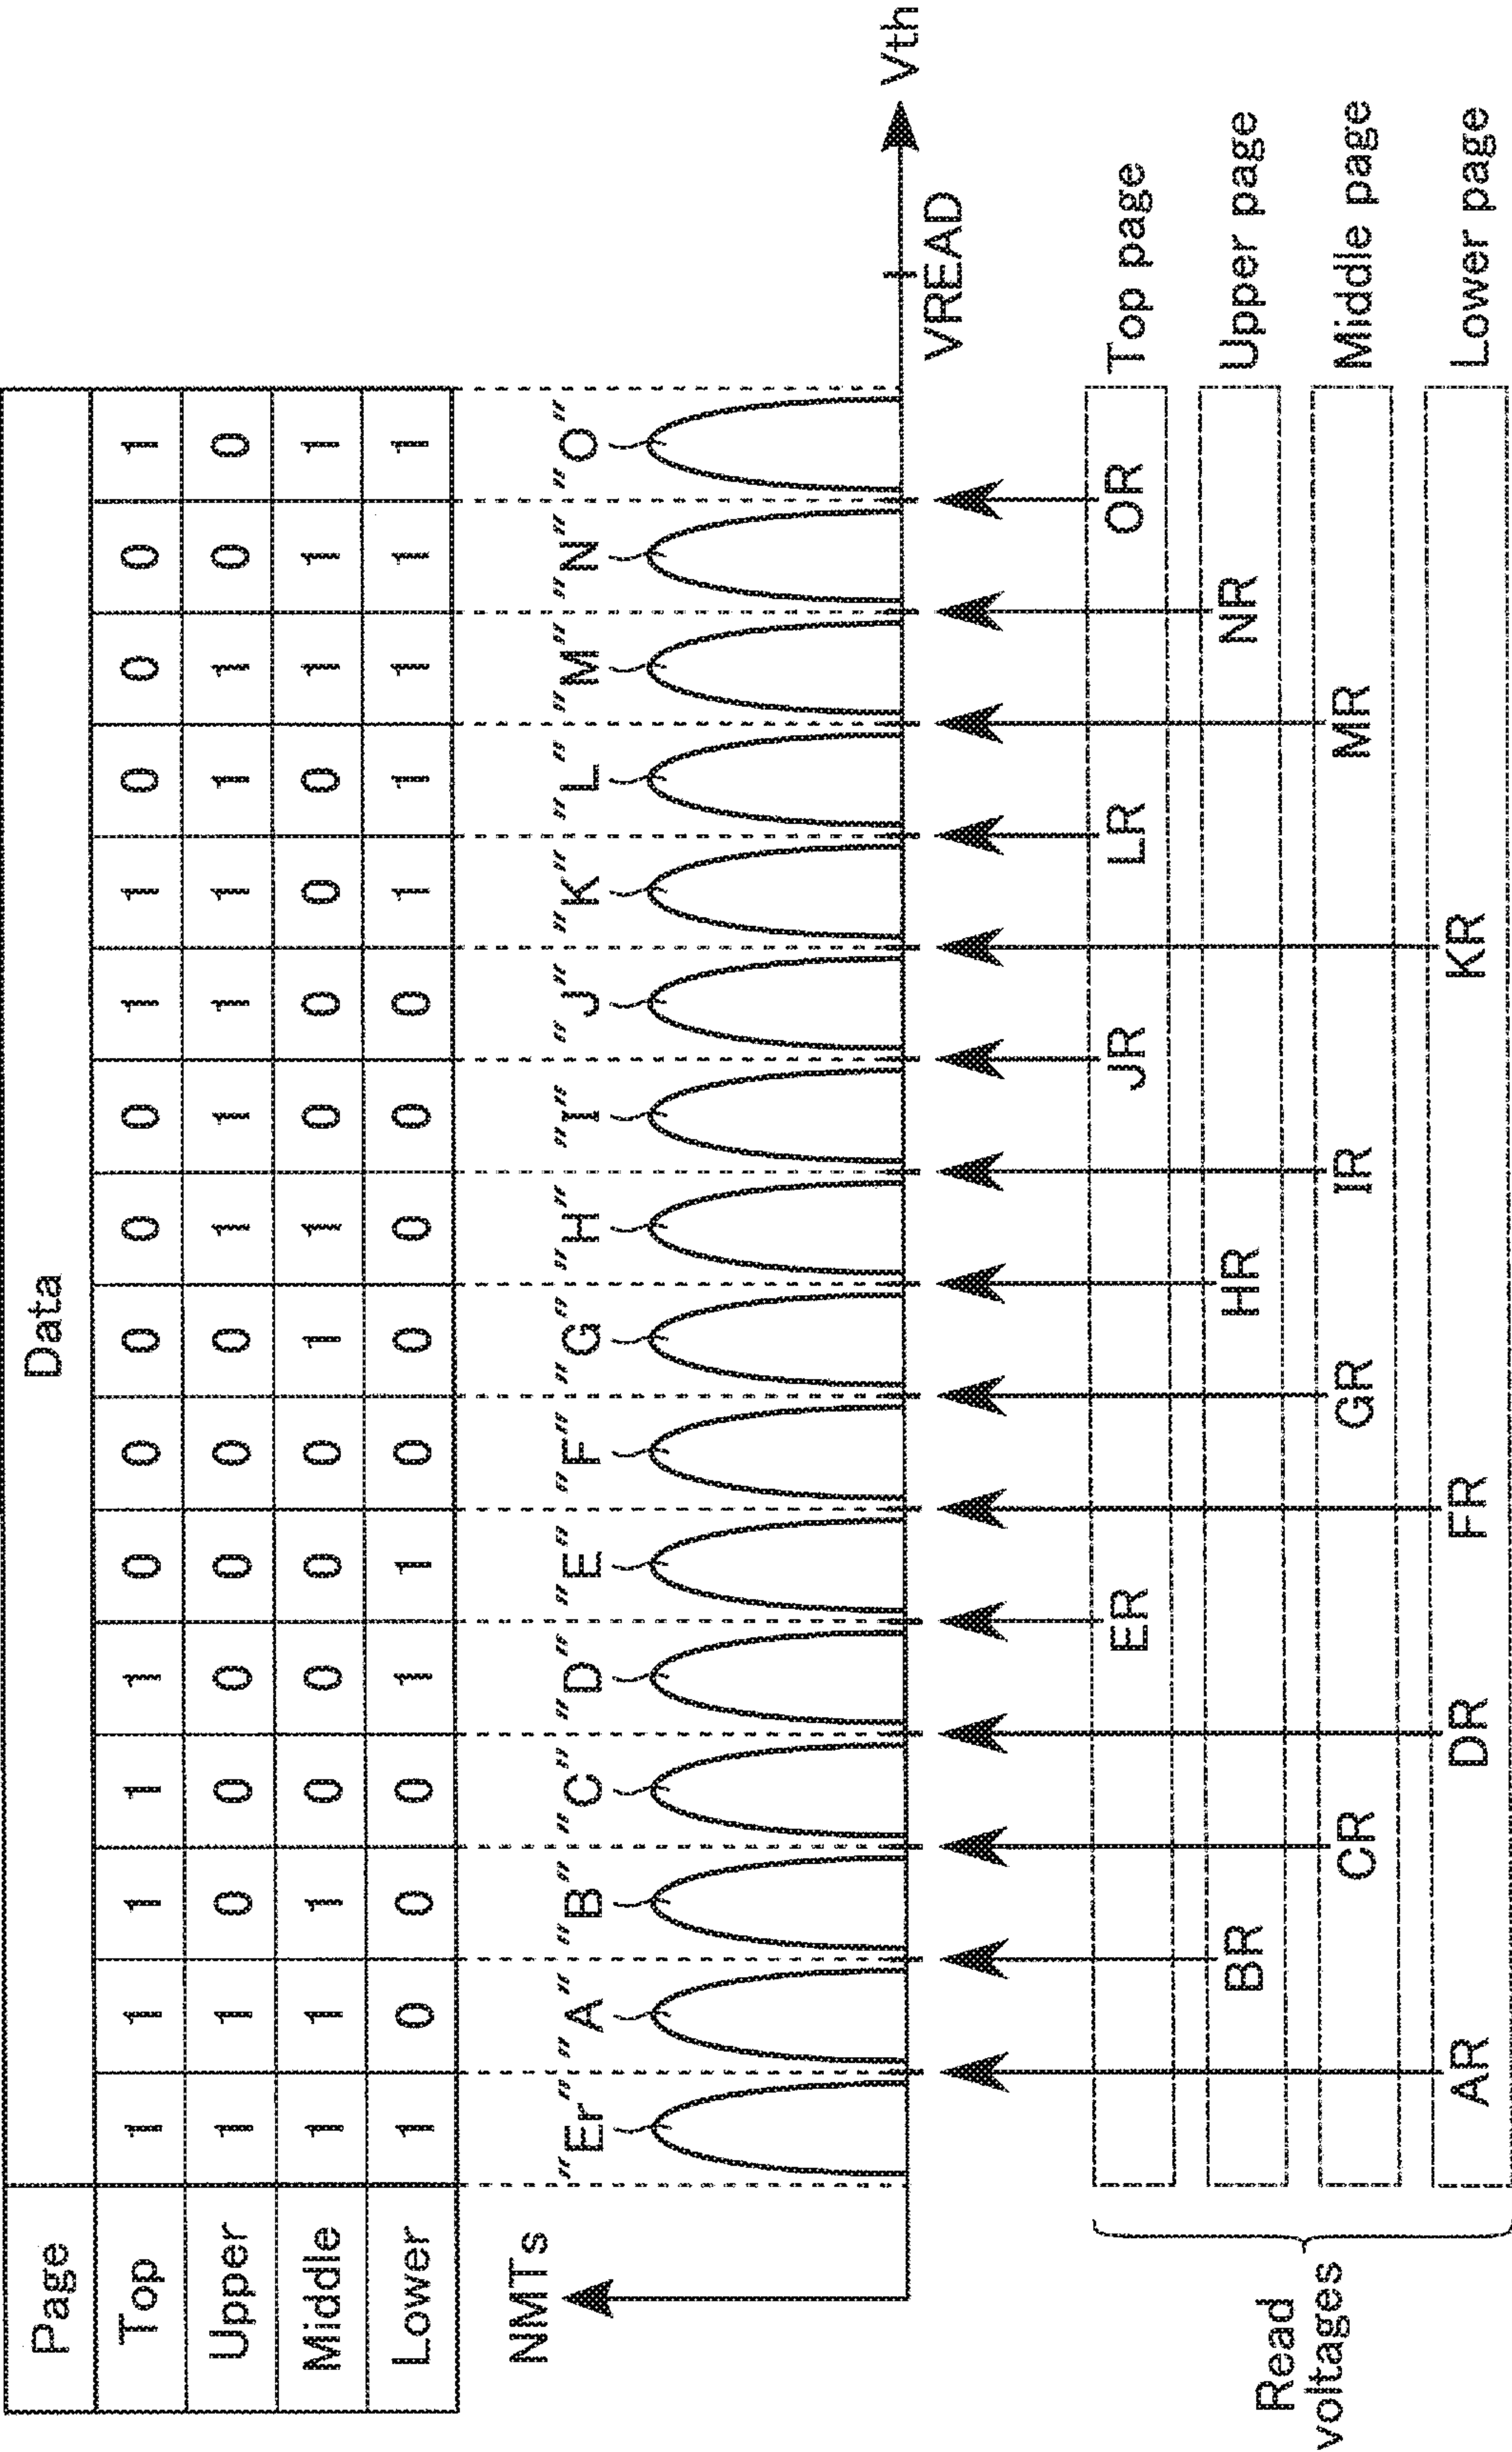 Page Data
Top 1 1 1 1 1 0 0 0 0 0 1 1 0 0 0 1
Upper 1 1 0 0 0 0 0 0 1 1 1 1 1 1 0 0
Middle 1 1 1 0 0 0 0 1 1 0 0 0 0 1 1 1
Lower 1 0 0 0 1 1 0 0 0 0 0 1 1 1 1 1
NMTs
"Er" "A" "B" "C" "D" "E" "F" "G" "H" "I" "J" "K" "L" "M" "N" "O"
Vth
VREAD
Read
voltages
ER JR LR OR Top page
BR HR NR Upper page
CR GR IR MR Middle page
AR DR FR KR Lower page